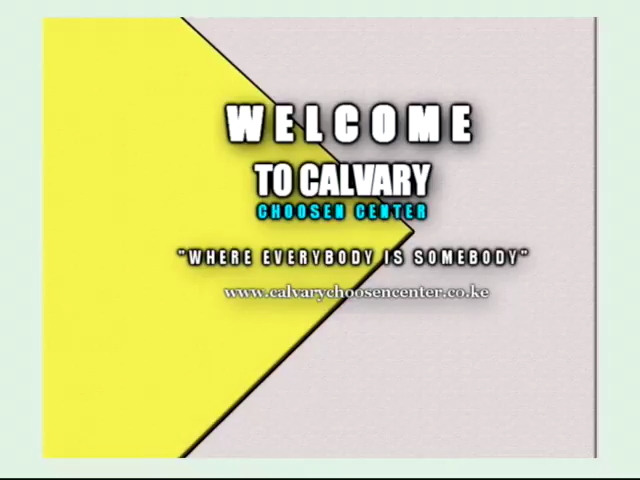 WELCOME
TO CALVARY
CHOOSEN CENTER
"WHERE EVERYBODY IS SOMEBODY"
www.calvarychoosencenter.co.ke